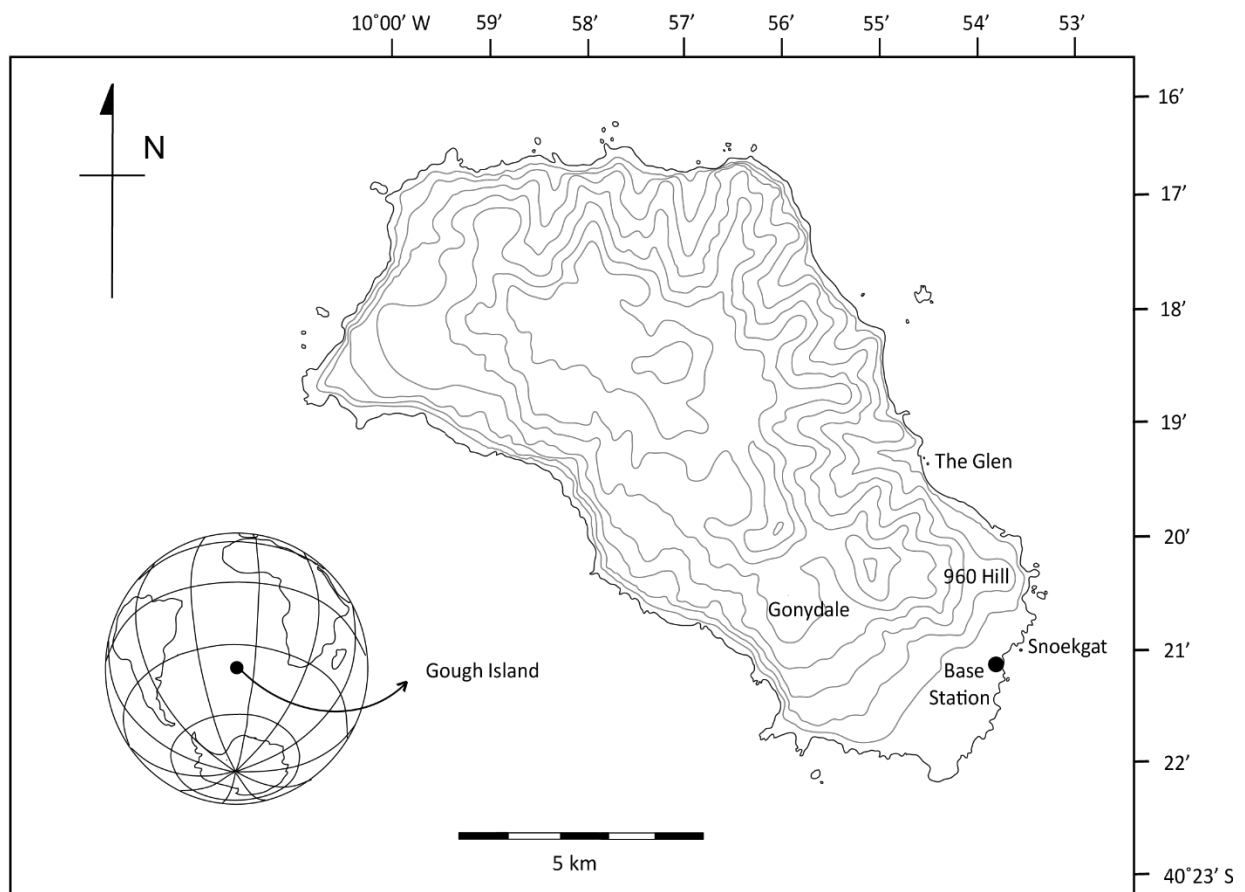 10°00′ W 59′ 58′ 57′ 56′ 55′ 54′ 53′
16′
N
17′
18′
19′
The Glen
20′
960 Hill
Gonydale
Snoekgat
21′
Base
Station
Gough Island
22′
5 km
40°23′ S